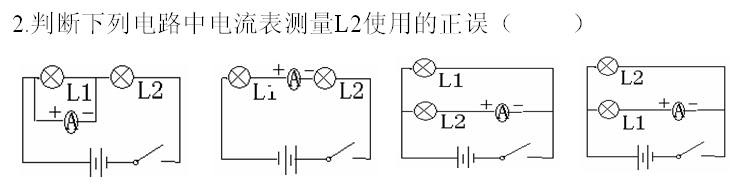 2.判断下列电路中电流表测量L2使用的正误（　　）
L1 L2 + A −
L1 + A − L2
L1 L2 + A −
L2 L1 + A −